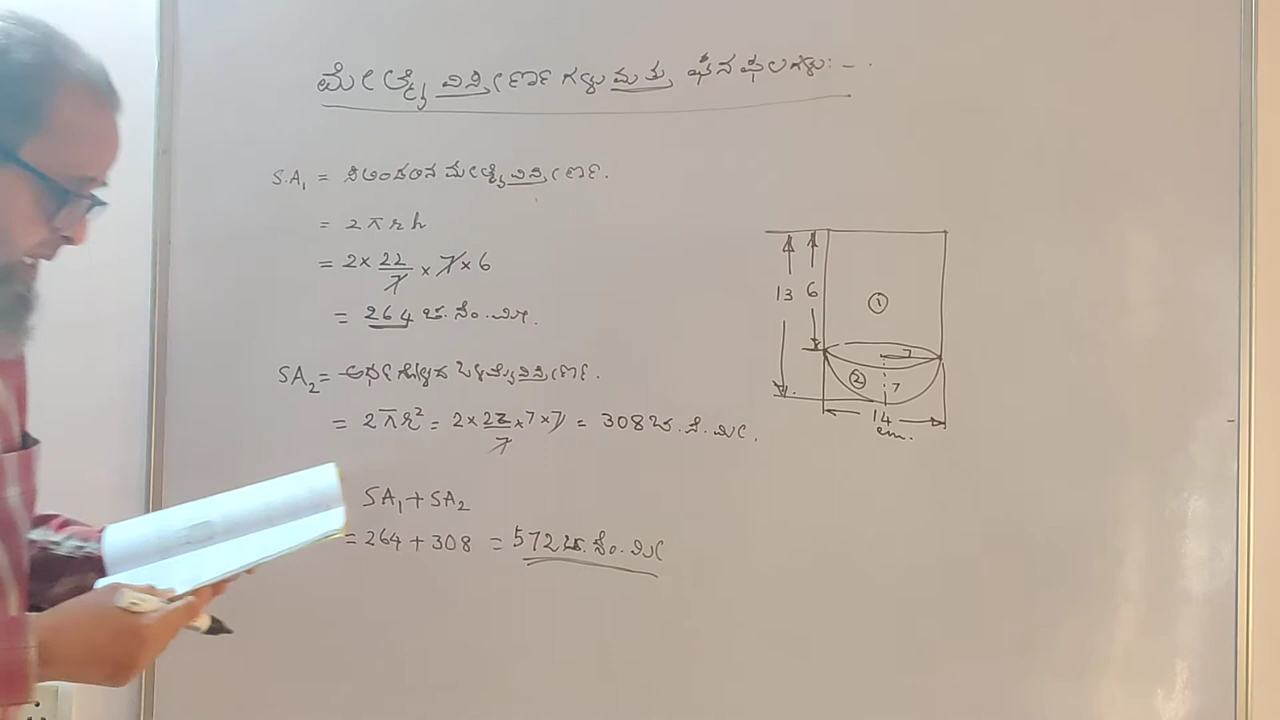 ಮೇಲ್ಮೈ ವಿಸ್ತೀರ್ಣಗಳು ಮತ್ತು ಘನಫಲಗಳು: - .
S.A₁ = ಸಿಲಿಂಡರಿನ ಮೇಲ್ಮೈ ವಿಸ್ತೀರ್ಣ.
= 2πrh
= 2 × 22/7 × 7 × 6
= 264 ಚ. ಸೆಂ. ಮೀ.
SA₂ = ಅರ್ಧಗೋಳದ ವಿಸ್ತೀರ್ಣ.
= 2πr² = 2 × 22/7 × 7 × 7 = 308 ಚ. ಸೆ. ಮೀ.
SA₁ + SA₂
= 264 + 308 = 572 ಚ. ಸೆಂ. ಮೀ
13 6 ①
7
② 7
14
cm.